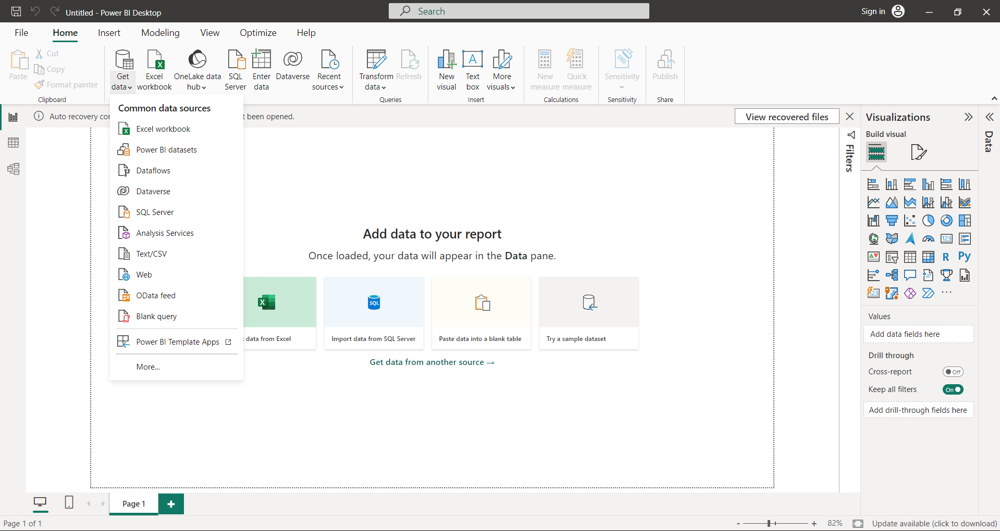 Untitled - Power BI Desktop
Search
Sign in
File Home Insert Modeling View Optimize Help
Paste
Cut
Copy
Format painter
Clipboard
Get data
Excel workbook
OneLake data hub
SQL Server
Enter data
Dataverse
Recent sources
Transform data
Refresh
Queries
New visual
Text box
A
More visuals
Insert
New measure
Quick measure
Calculations
Sensitivity
Sensitivity
Publish
Share
Common data sources
Excel workbook
Power BI datasets
Dataflows
Dataverse
SQL Server
Analysis Services
Text/CSV
Web
OData feed
Blank query
Power BI Template Apps
More...
Auto recovery
t been opened.
View recovered files
Add data to your report
Once loaded, your data will appear in the Data pane.
SQL
data from Excel
Import data from SQL Server
Paste data into a blank table
Try a sample dataset
Get data from another source →
Filters
Visualizations
Build visual
123
R
Py
123
...
Values
Add data fields here
Drill through
Cross-report
Off
Keep all filters
On
Add drill-through fields here
Data
Page 1
Page 1 of 1
- + 82%
Update available (click to download)